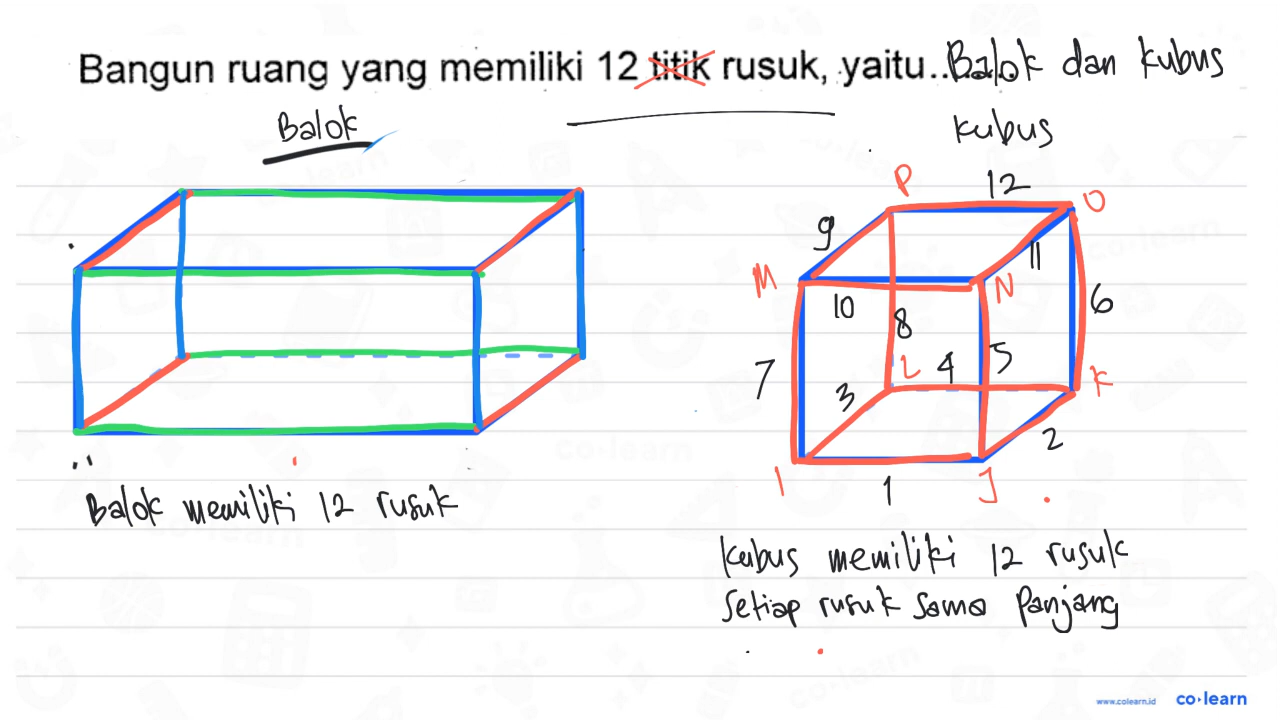 Bangun ruang yang memiliki 12 titik rusuk, yaitu... Balok dan kubus
Balok
kubus
P
12
O
9
11
M
N
10
6
8
7
L
4
5
K
3
2
I
1
J
Balok memiliki 12 rusuk
kubus memiliki 12 rusuk
Setiap rusuk sama Panjang
co-learn
www.colearn.id
co·learn